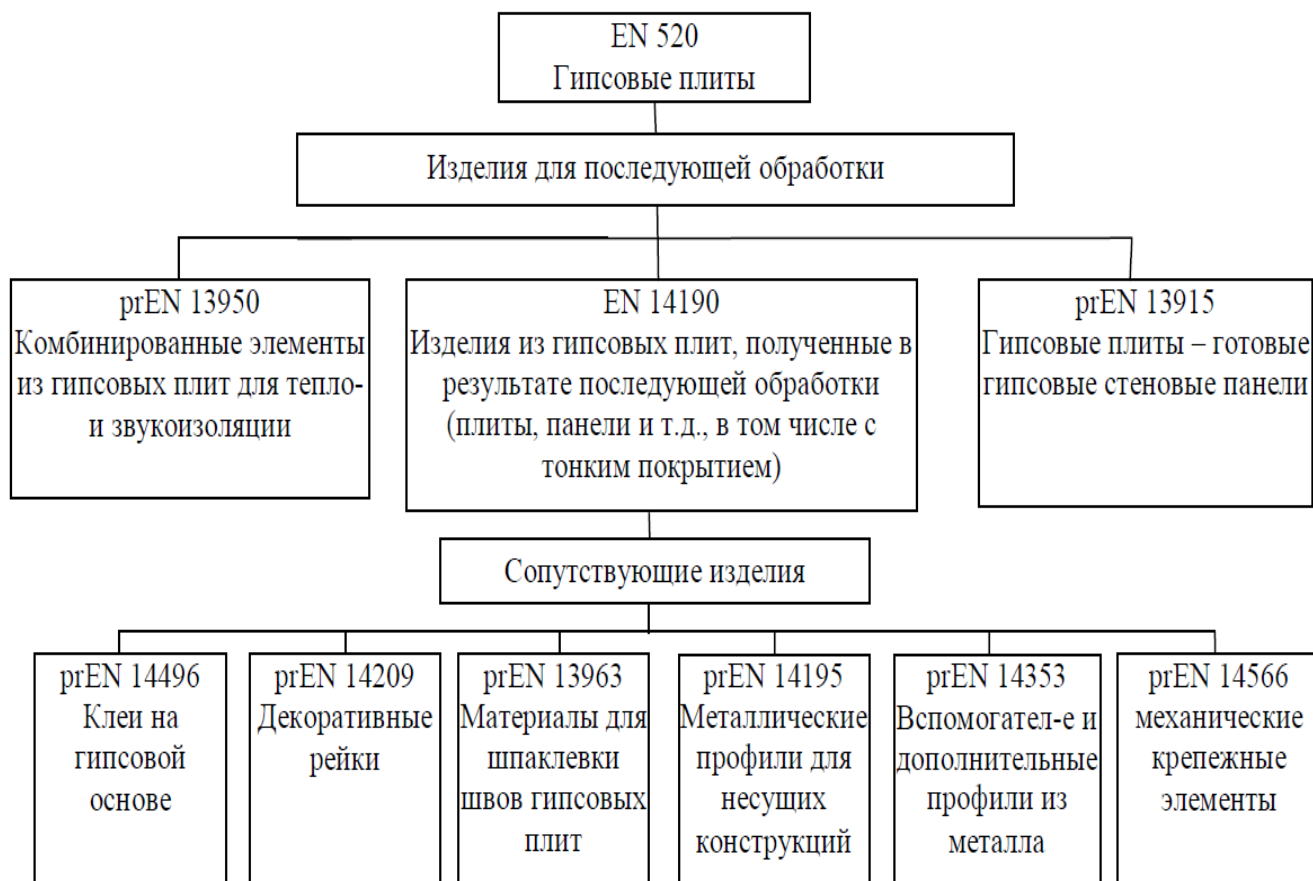 EN 520
Гипсовые плиты
Изделия для последующей обработки
prEN 13950
Комбинированные элементы
из гипсовых плит для тепло-
и звукоизоляции
EN 14190
Изделия из гипсовых плит, полученные в
результате последующей обработки
(плиты, панели и т.д., в том числе с
тонким покрытием)
prEN 13915
Гипсовые плиты – готовые
гипсовые стеновые панели
Сопутствующие изделия
prEN 14496
Клеи на
гипсовой
основе
prEN 14209
Декоративные
рейки
prEN 13963
Материалы для
шпаклевки
швов гипсовых
плит
prEN 14195
Металлические
профили для
несущих
конструкций
prEN 14353
Вспомогател-е и
дополнительные
профили из
металла
prEN 14566
механические
крепежные
элементы